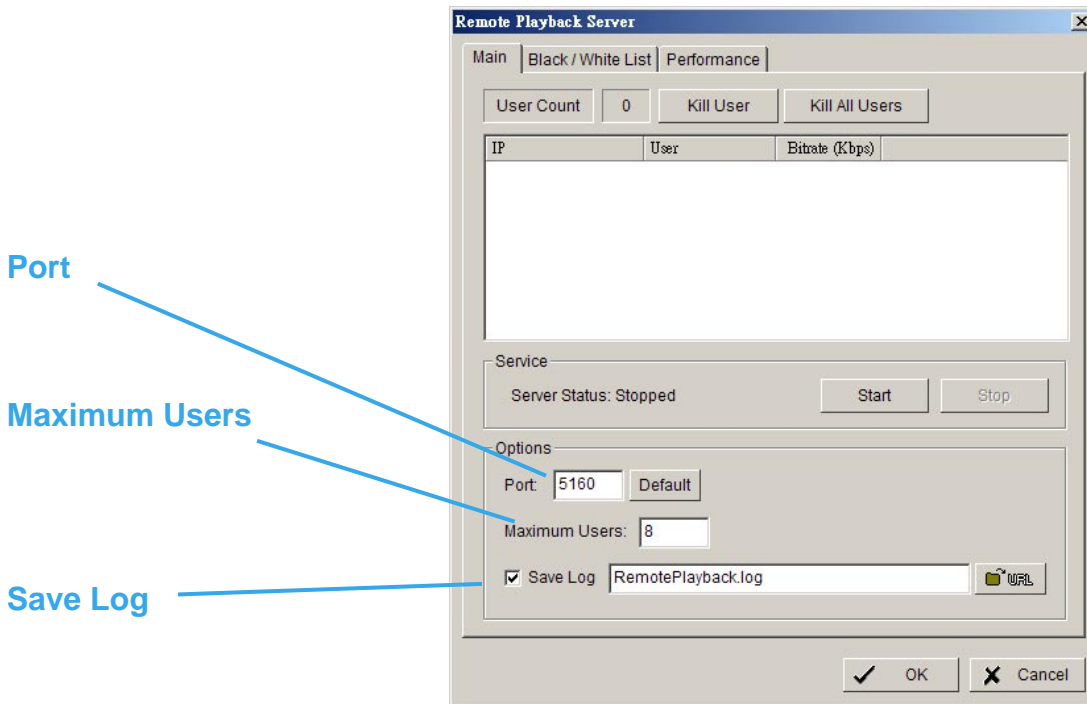 Remote Playback Server
Main Black / White List Performance
User Count 0 Kill User Kill All Users
IP User Bitrate (Kbps)
Port
Service
Server Status: Stopped Start Stop
Maximum Users
Options
Port: 5160 Default
Maximum Users: 8
Save Log
Save Log RemotePlayback.log URL
OK Cancel